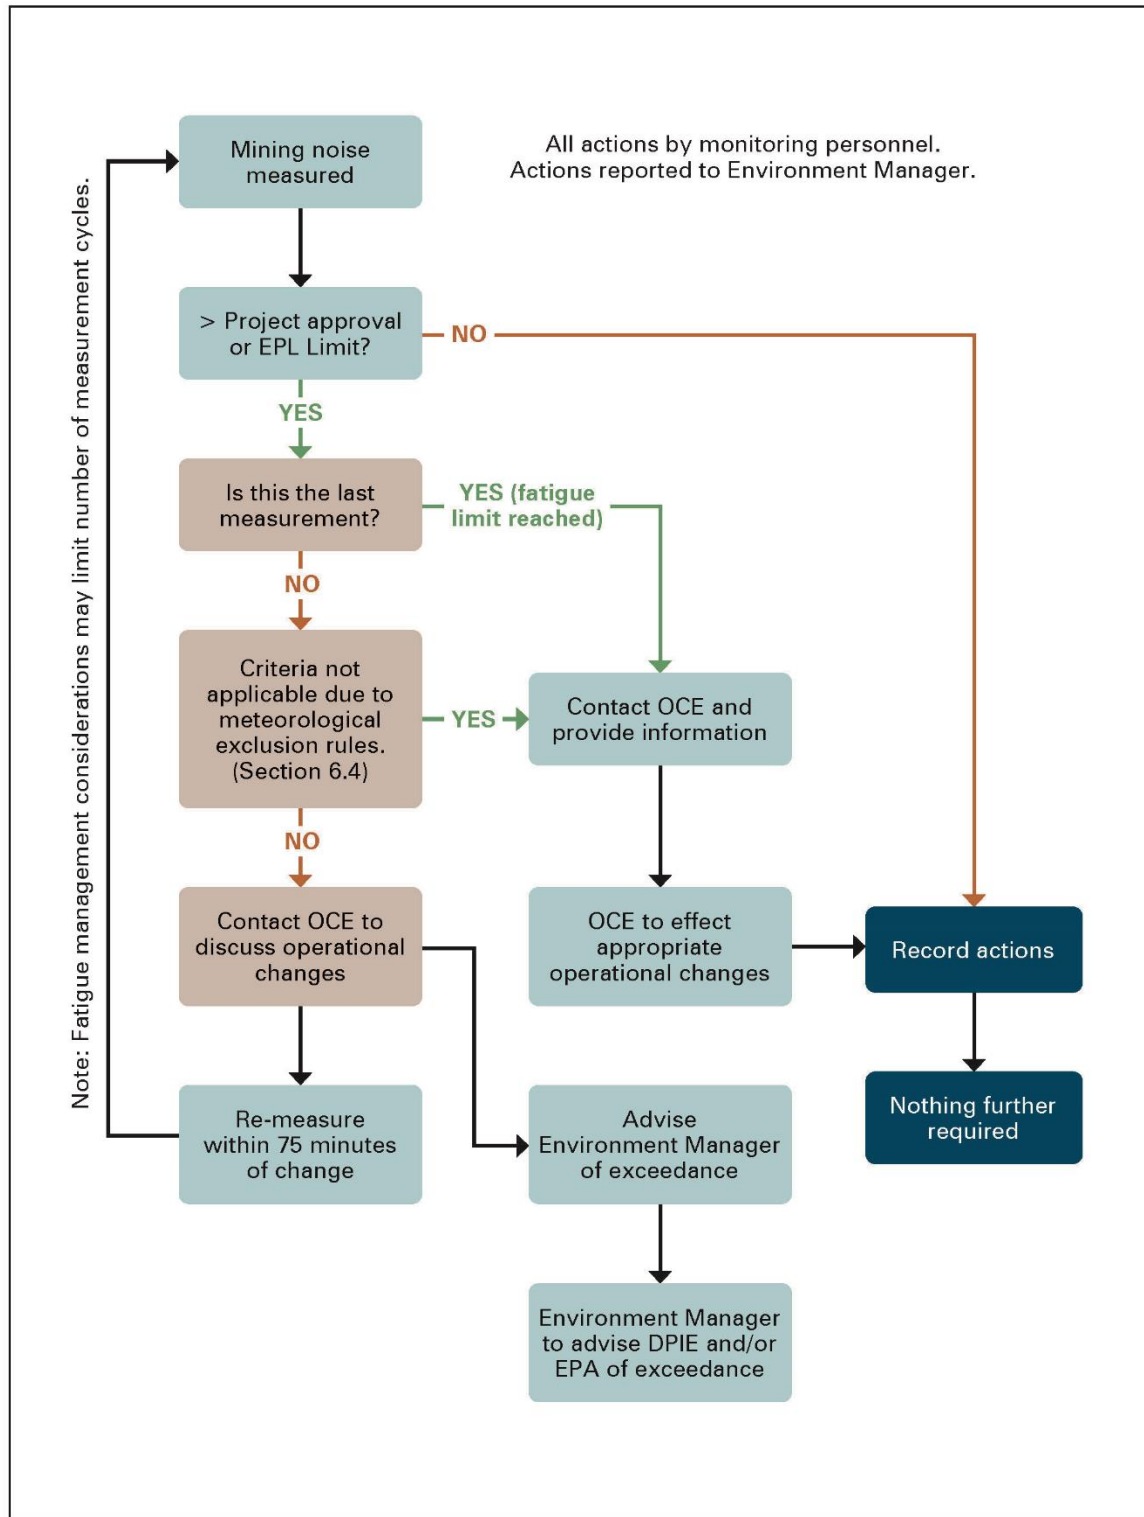 Mining noise
measured
All actions by monitoring personnel.
Actions reported to Environment Manager.
Note: Fatigue management considerations may limit number of measurement cycles.
> Project approval
or EPL Limit?
NO
YES
Is this the last
measurement?
YES (fatigue
limit reached)
NO
Criteria not
applicable due to
meteorological
exclusion rules.
(Section 6.4)
YES
Contact OCE and
provide information
NO
Contact OCE to
discuss operational
changes
OCE to effect
appropriate
operational changes
Record actions
Re-measure
within 75 minutes
of change
Advise
Environment Manager
of exceedance
Nothing further
required
Environment Manager
to advise DPIE and/or
EPA of exceedance